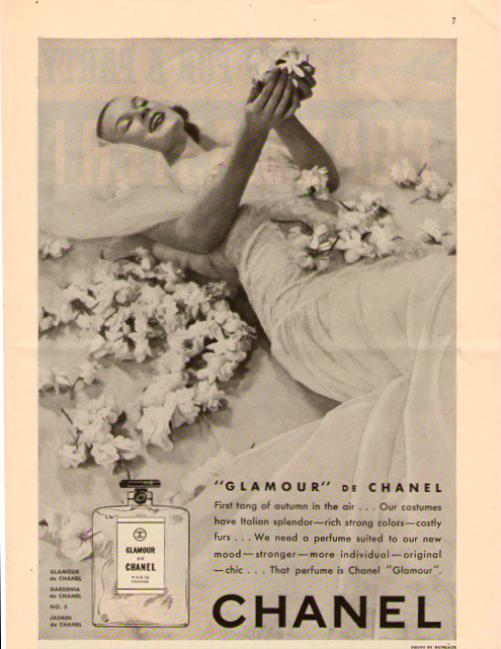 7
"GLAMOUR" DE CHANEL
First tang of autumn in the air . . . Our costumes
have Italian splendor—rich strong colors—costly
furs . . . We need a perfume suited to our new
mood—stronger—more individual—original
—chic . . . That perfume is Chanel "Glamour".
GLAMOUR
DE
CHANEL
PARIS
GLAMOUR
de CHANEL
GARDENIA
de CHANEL
NO. 5
JASMIN
de CHANEL
CHANEL
PHOTO BY